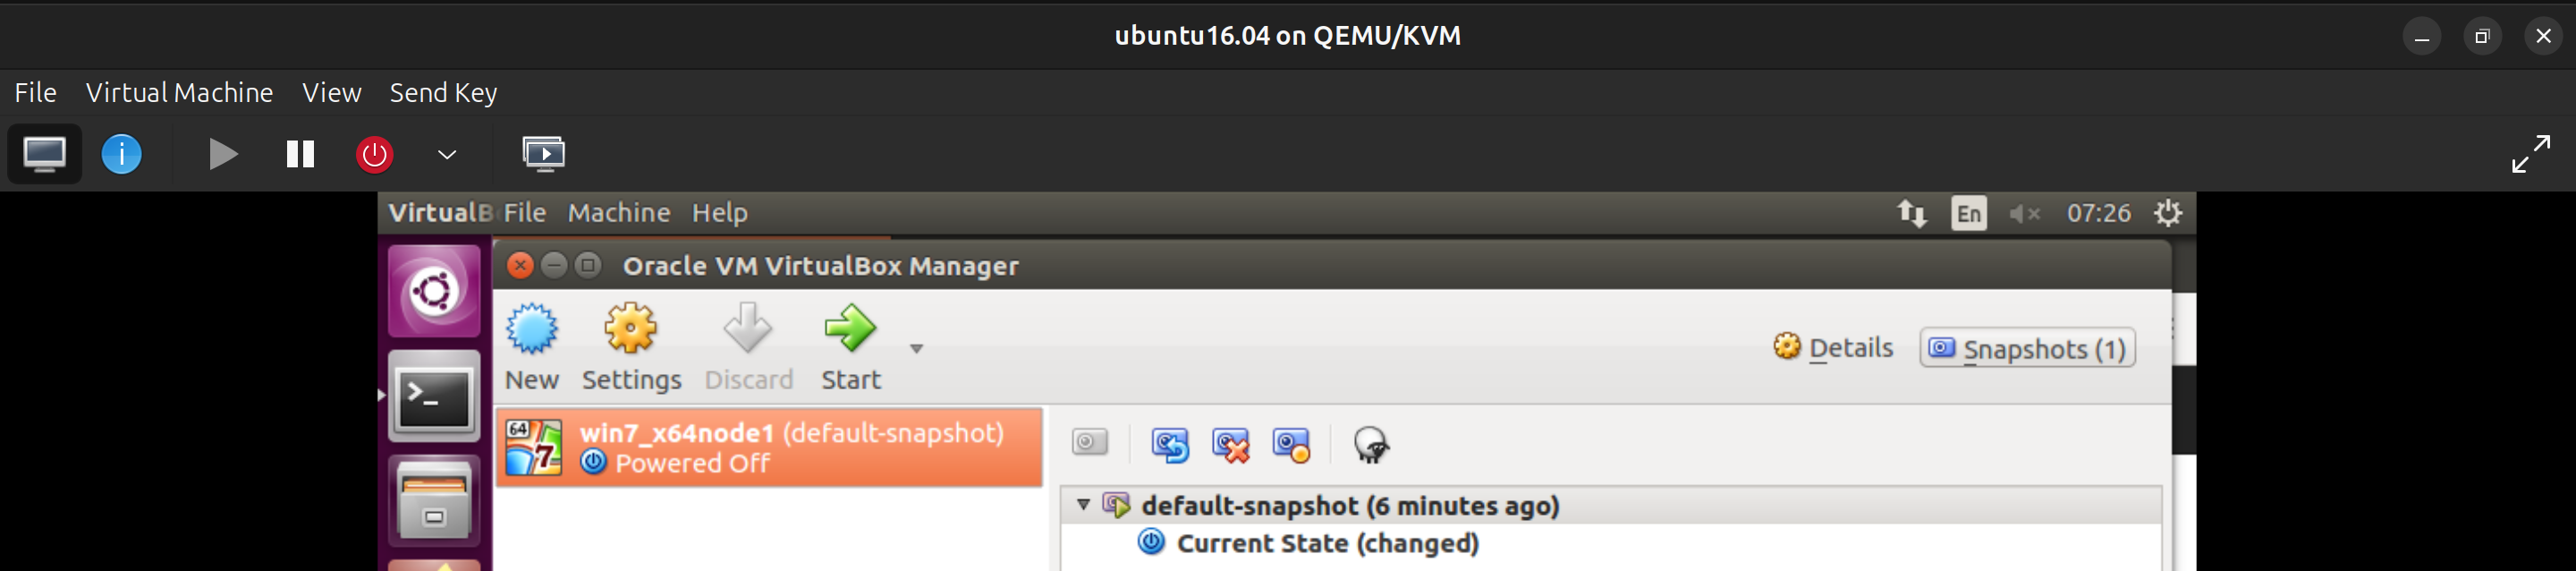 ubuntu16.04 on QEMU/KVM
File Virtual Machine View Send Key
VirtualB File Machine Help En 07:26
Oracle VM VirtualBox Manager
New Settings Discard Start Details Snapshots (1)
64 7 win7_x64node1 (default-snapshot)
Powered Off
default-snapshot (6 minutes ago)
Current State (changed)